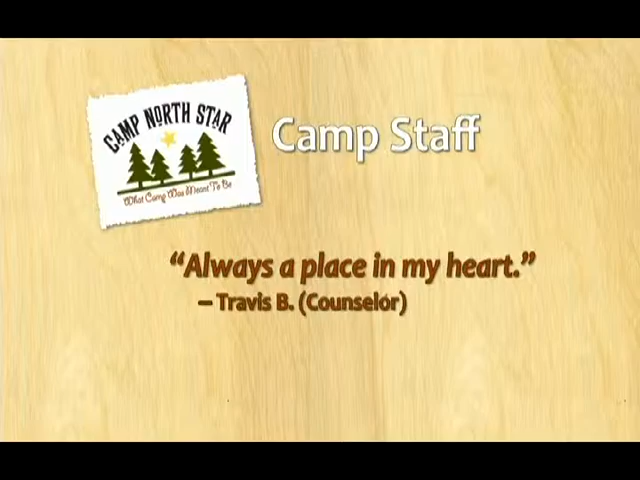 CAMP NORTH STAR
What Camp Was Meant To Be
Camp Staff
"Always a place in my heart."
– Travis B. (Counselor)